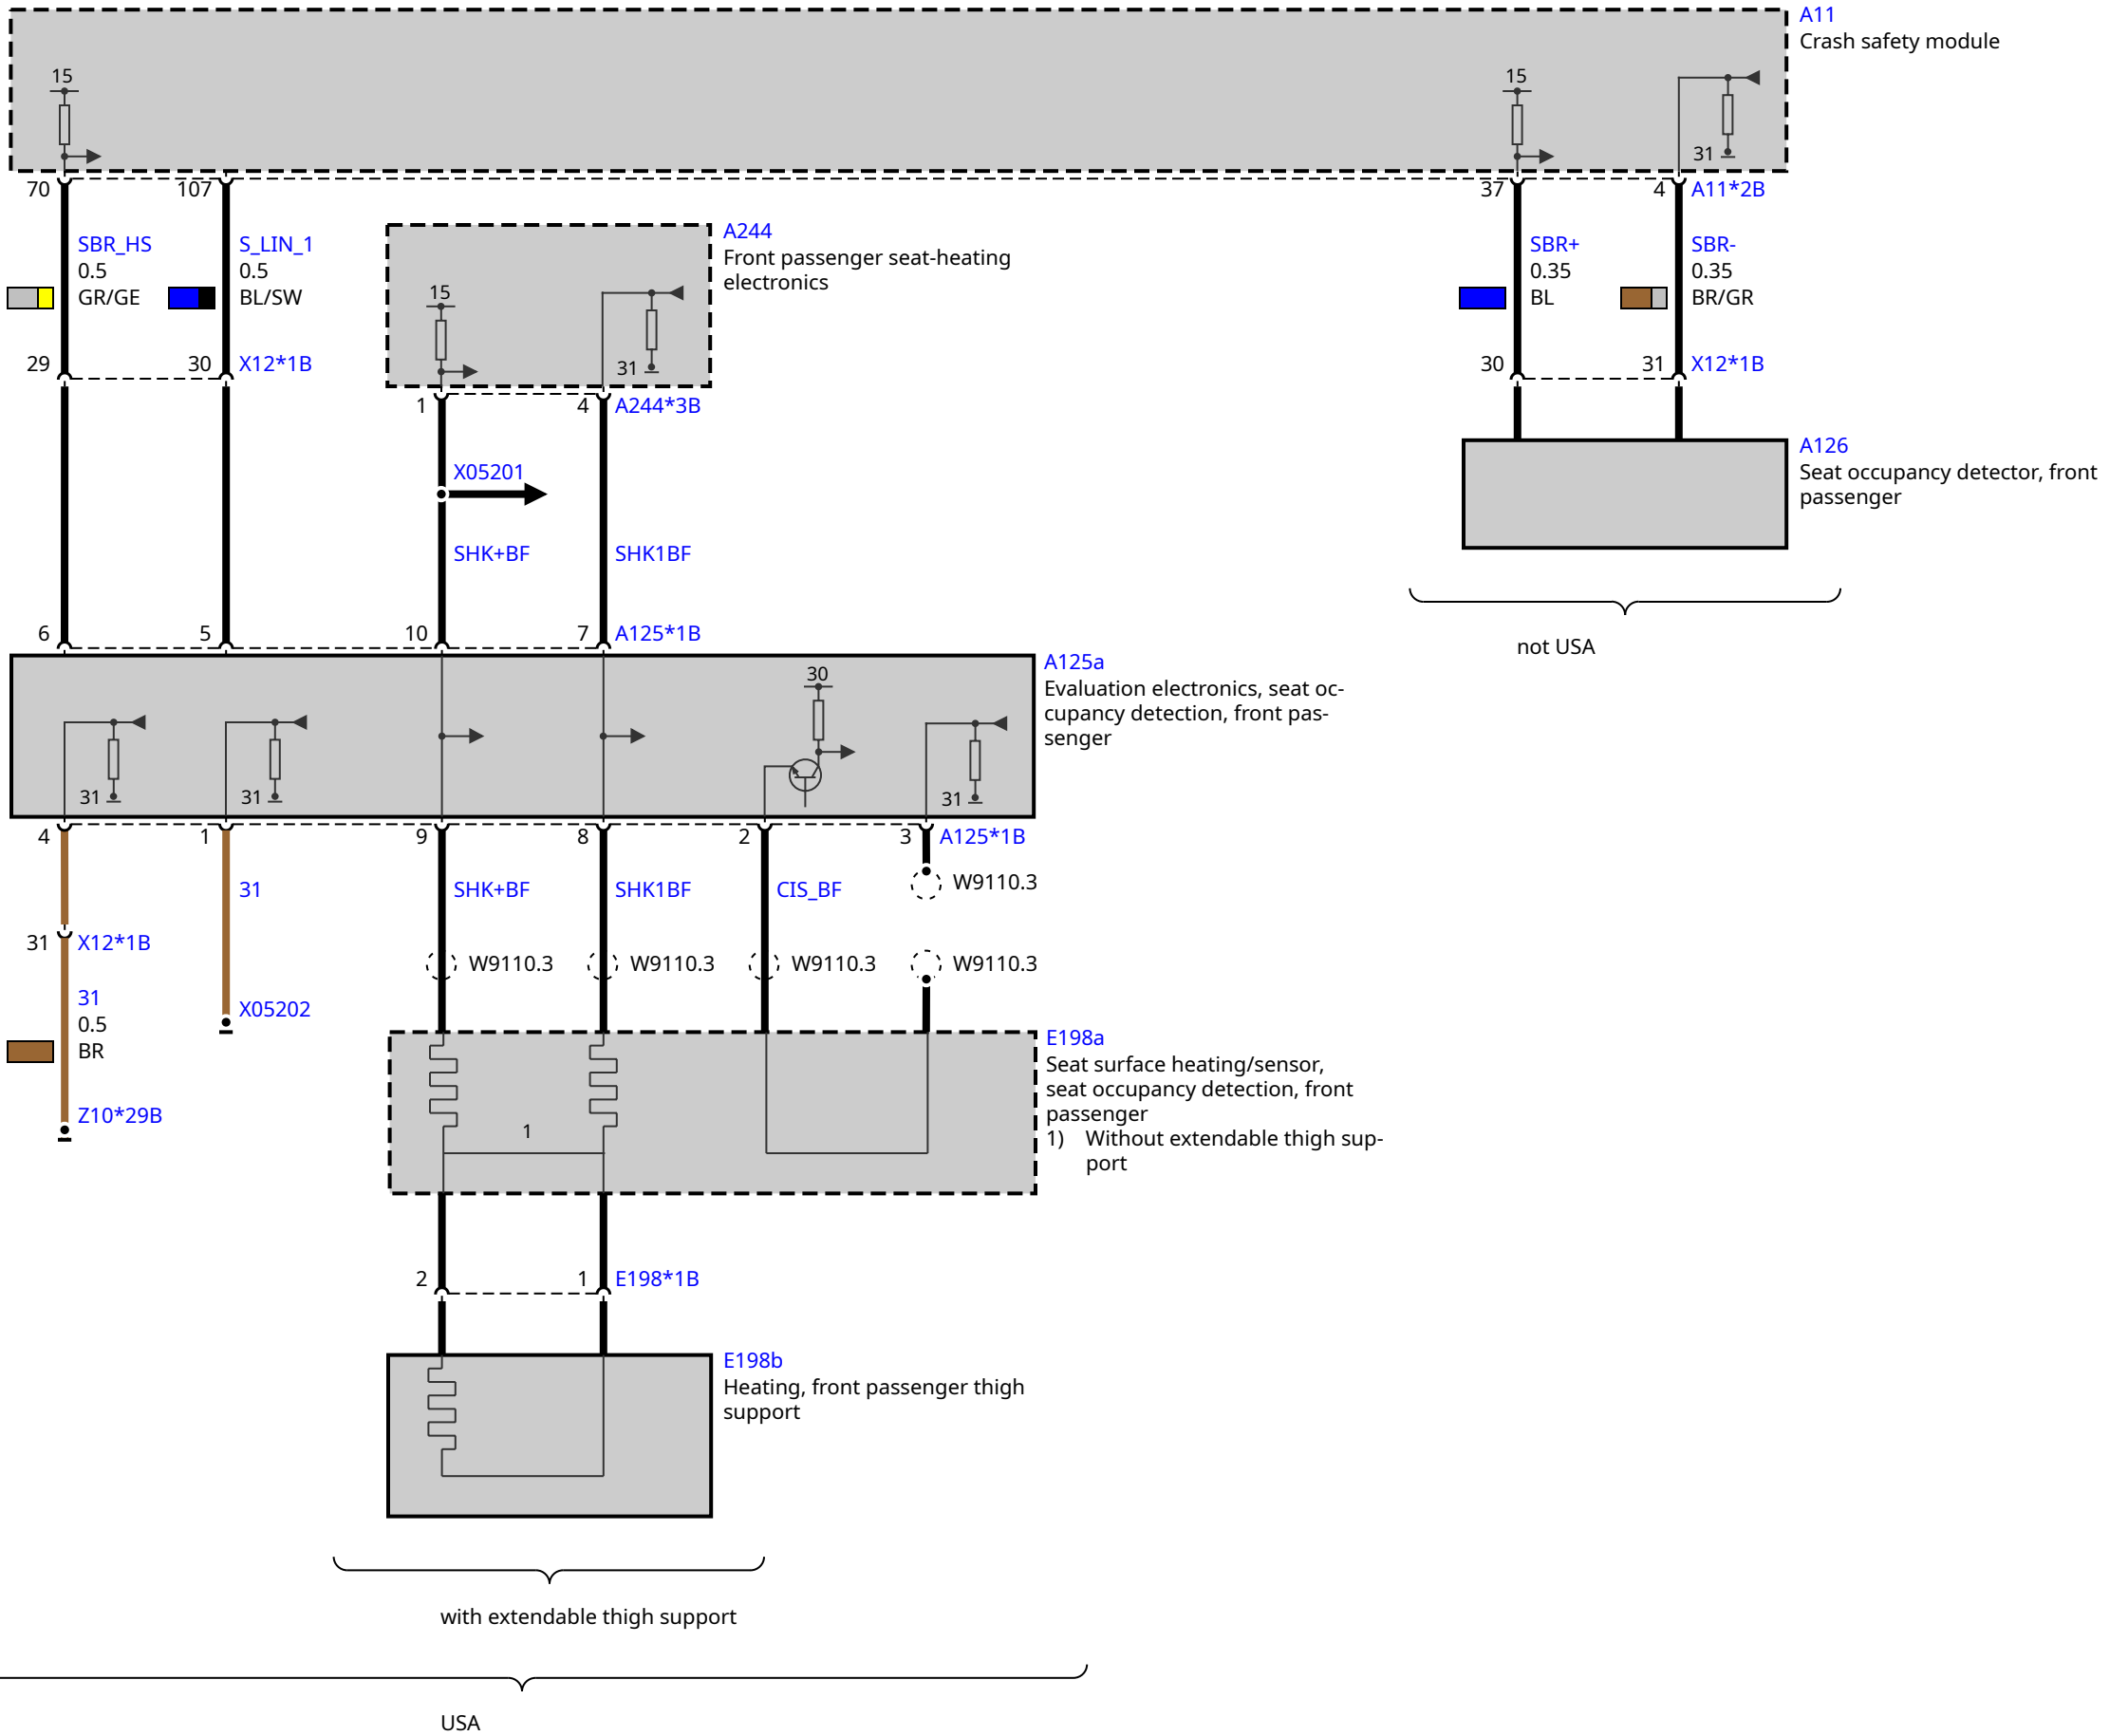 A11
Crash safety module
15
15
31
70
107
37
4
A11*2B
SBR_HS
0.5
GR/GE
S_LIN_1
0.5
BL/SW
SBR+
0.35
BL
SBR-
0.35
BR/GR
29
30
X12*1B
30
31
X12*1B
A244
Front passenger seat-heating
electronics
15
31
1
4
A244*3B
X05201
SHK+BF
SHK1BF
A126
Seat occupancy detector, front
passenger
not USA
6
5
10
7
A125*1B
A125a
Evaluation electronics, seat oc-
cupancy detection, front pas-
senger
30
31
31
31
4
1
9
8
2
3
A125*1B
31
SHK+BF
SHK1BF
CIS_BF
W9110.3
31
X12*1B
W9110.3
W9110.3
W9110.3
W9110.3
31
0.5
BR
X05202
Z10*29B
E198a
Seat surface heating/sensor,
seat occupancy detection, front
passenger
1) Without extendable thigh sup-
port
1
2
1
E198*1B
E198b
Heating, front passenger thigh
support
with extendable thigh support
USA